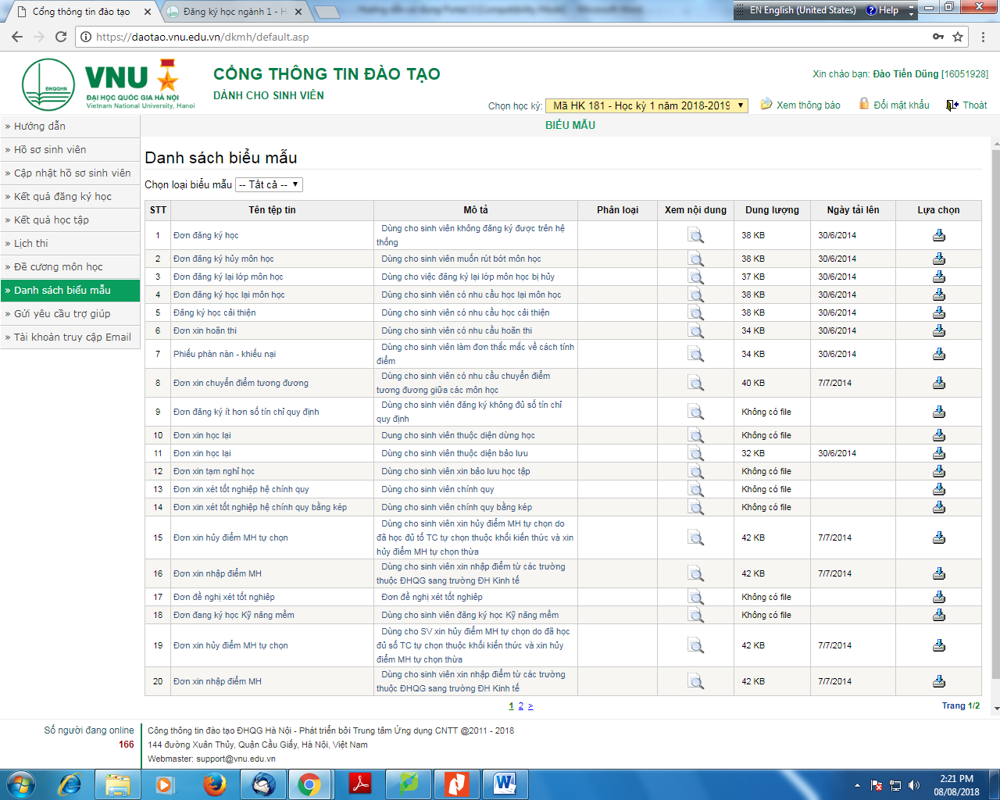 Cổng thông tin đào tạo
Đăng ký học ngành 1 - H
EN English (United States) Help
https://daotao.vnu.edu.vn/dkmh/default.asp
ĐHQGHN
VNU
ĐẠI HỌC QUỐC GIA HÀ NỘI
Vietnam National University, Hanoi
CỔNG THÔNG TIN ĐÀO TẠO
DÀNH CHO SINH VIÊN
Xin chào bạn: Đào Tiến Dũng [16051928]
Chọn học kỳ: Mã HK 181 - Học kỳ 1 năm 2018-2019
Xem thông báo
Đổi mật khẩu
Thoát
BIỂU MẪU
» Hướng dẫn
» Hồ sơ sinh viên
» Cập nhật hồ sơ sinh viên
» Kết quả đăng ký học
» Kết quả học tập
» Lịch thi
» Đề cương môn học
» Danh sách biểu mẫu
» Gửi yêu cầu trợ giúp
» Tài khoản truy cập Email
Danh sách biểu mẫu
Chọn loại biểu mẫu -- Tất cả --
STT Tên tệp tin Mô tả Phân loại Xem nội dung Dung lượng Ngày tải lên Lựa chọn
1 Đơn đăng ký học Dùng cho sinh viên không đăng ký được trên hệ
thống 38 KB 30/6/2014
2 Đơn đăng ký hủy môn học Dùng cho sinh viên muốn rút bớt môn học 38 KB 30/6/2014
3 Đơn đăng ký lại lớp môn học Dùng cho việc đăng ký lại lớp môn học bị hủy 37 KB 30/6/2014
4 Đơn đăng ký học lại môn học Dùng cho sinh viên có nhu cầu học lại môn học 38 KB 30/6/2014
5 Đăng ký học cải thiện Dùng cho sinh viên có nhu cầu học cải thiện 38 KB 30/6/2014
6 Đơn xin hoãn thi Dùng cho sinh viên có nhu cầu hoãn thi 34 KB 30/6/2014
7 Phiếu phàn nàn - khiếu nại Dùng cho sinh viên làm đơn thắc mắc về cách tính
điểm 34 KB 30/6/2014
8 Đơn xin chuyển điểm tương đương Dùng cho sinh viên có nhu cầu chuyển điểm
tương đương giữa các môn học 40 KB 7/7/2014
9 Đơn đăng ký ít hơn số tín chỉ quy định Dùng cho sinh viên đăng ký không đủ số tín chỉ
quy định Không có file
10 Đơn xin học lại Dung cho sinh viên thuộc diện dừng học Không có file
11 Đơn xin học lại Dùng cho sinh viên thuộc diện bảo lưu 32 KB 30/6/2014
12 Đơn xin tạm nghỉ học Dùng cho sinh viên xin bảo lưu học tập Không có file
13 Đơn xin xét tốt nghiệp hệ chính quy Dùng cho sinh viên chính quy Không có file
14 Đơn xin xét tốt nghiệp hệ chính quy bằng kép Dùng cho sinh viên chính quy bằng kép Không có file
15 Đơn xin hủy điểm MH tự chọn Dùng cho sinh viên xin hủy điểm MH tự chọn do
đã học đủ tố TC tự chọn thuộc khối kiến thức và xin
hủy điểm MH tự chọn thừa 42 KB 7/7/2014
16 Đơn xin nhập điểm MH Dùng cho sinh viên xin nhập điểm từ các trường
thuộc ĐHQG sang trường ĐH Kinh tế 42 KB 7/7/2014
17 Đơn đề nghị xét tốt nghiêp Đơn đề nghị xét tốt nghiêp Không có file
18 Đơn đang ký học Kỹ năng mềm Dùng cho sinh viên đăng ký học Kỹ năng mềm Không có file
19 Đơn xin hủy điểm MH tự chọn Dùng cho SV xin hủy điểm MH tự chọn do đã học
đủ số TC tự chọn thuộc khối kiến thức và xin hủy
điểm MH tự chọn thừa 42 KB 7/7/2014
20 Đơn xin nhập điểm MH Dùng cho sinh viên xin nhập điểm từ các trường
thuộc ĐHQG sang trường ĐH Kinh tế 42 KB 7/7/2014
1 2 > Trang 1/2
Số người đang online
166
Cổng thông tin đào tạo ĐHQG Hà Nội - Phát triển bởi Trung tâm Ứng dụng CNTT @2011 - 2018
144 đường Xuân Thủy, Quận Cầu Giấy, Hà Nội, Việt Nam
Webmaster: support@vnu.edu.vn
2:21 PM
08/08/2018